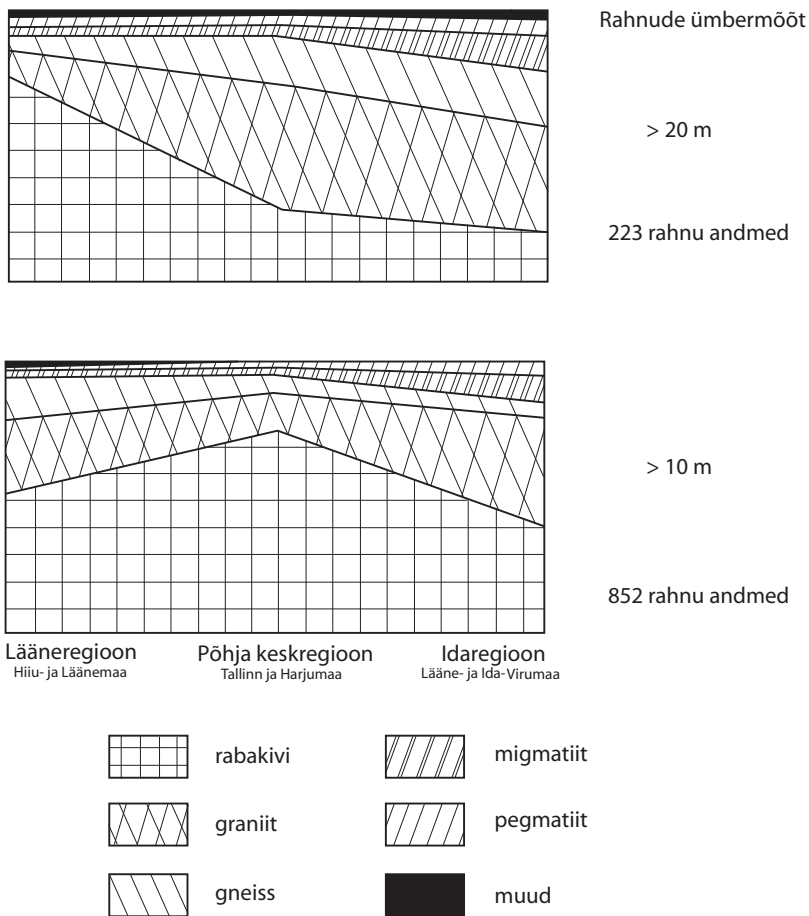 Rahnude ümbermõõt
> 20 m
223 rahnu andmed
> 10 m
852 rahnu andmed
Lääneregioon
Hiiu- ja Läänemaa
Põhja keskregioon
Tallinn ja Harjumaa
Idaregioon
Lääne- ja Ida-Virumaa
rabakivi
migmatiit
graniit
pegmatiit
gneiss
muud